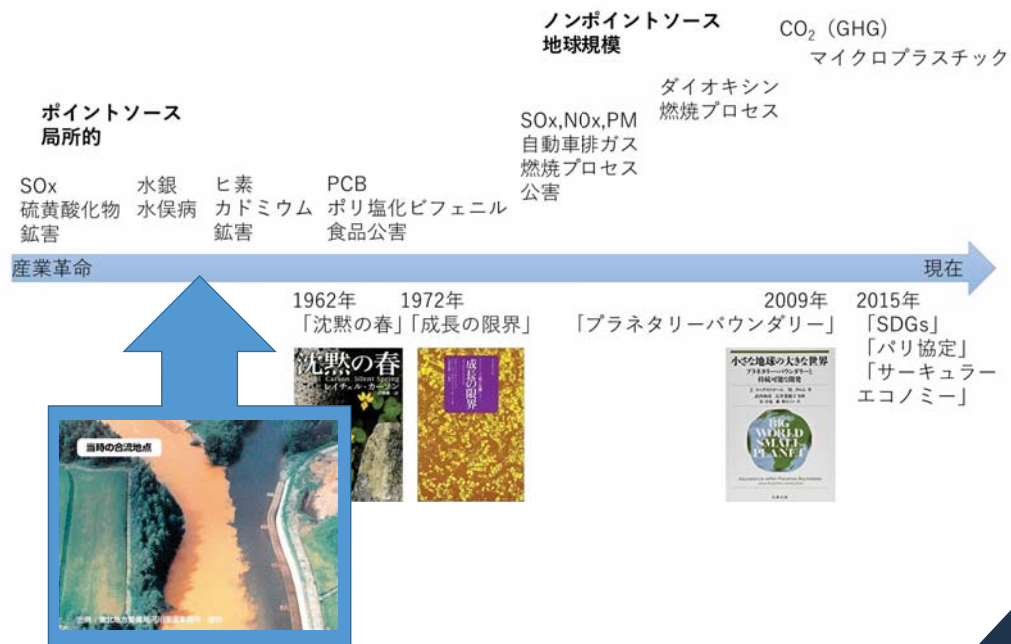 ノンポイントソース
地球規模
CO₂（GHG）
マイクロプラスチック
ダイオキシン
燃焼プロセス
ポイントソース
局所的
SOx,N0x,PM
自動車排ガス
燃焼プロセス
公害
SOx
硫黄酸化物
鉱害
水銀
水俣病
ヒ素
カドミウム
鉱害
PCB
ポリ塩化ビフェニル
食品公害
産業革命
現在
1962年
「沈黙の春」
1972年
「成長の限界」
2009年
「プラネタリーバウンダリー」
2015年
「SDGs」
「パリ協定」
「サーキュラー
エコノミー」
沈黙の春
Carson Silent Spring
レイチェル・カーソン
成長の限界
小さな地球の大きな世界
プラネタリー・バウンダリーと
持続可能な開発
BIG
WORLD
SMALL
PLANET
当時の合流地点